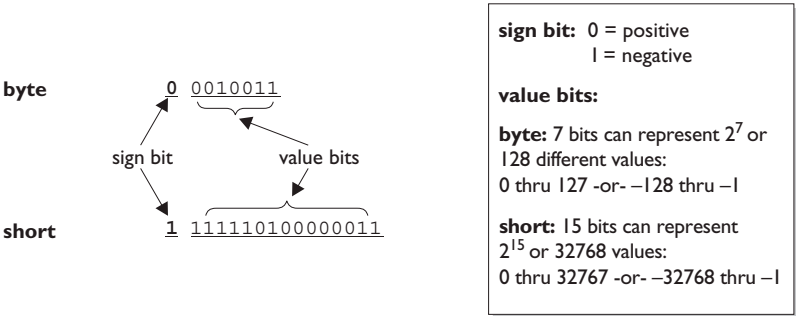 byte 0 0010011
sign bit value bits
short 1 111110100000011
sign bit: 0 = positive
1 = negative
value bits:
byte: 7 bits can represent 2⁷ or
128 different values:
0 thru 127 -or- –128 thru –1
short: 15 bits can represent
2¹⁵ or 32768 values:
0 thru 32767 -or- –32768 thru –1